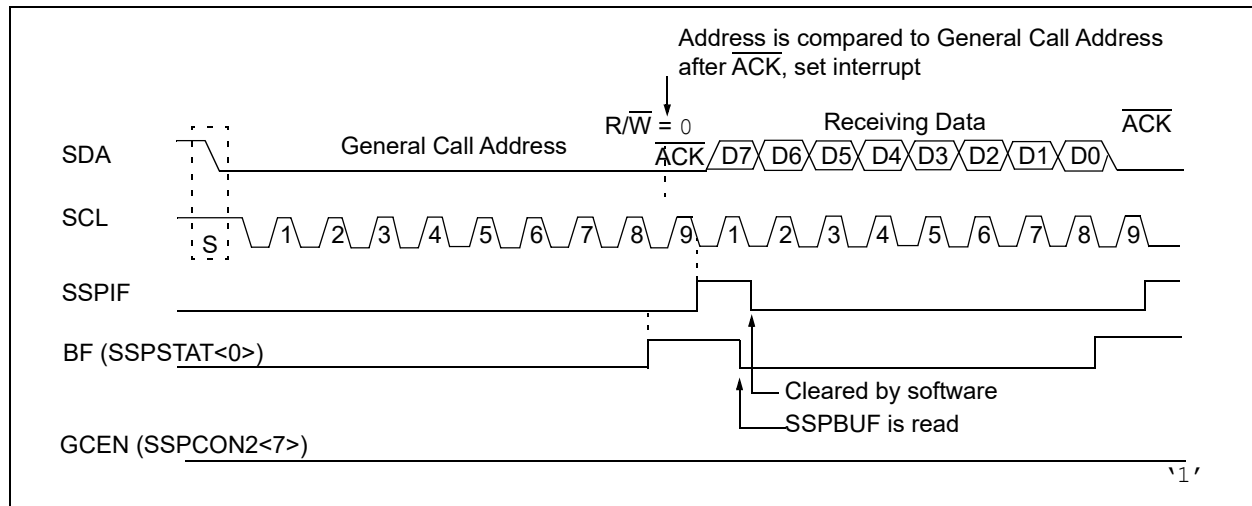 Address is compared to General Call Address
after ACK, set interrupt
R/W = 0
Receiving Data
ACK
SDA
General Call Address
ACK
D7 D6 D5 D4 D3 D2 D1 D0
SCL
S
1 2 3 4 5 6 7 8 9 1 2 3 4 5 6 7 8 9
SSPIF
BF (SSPSTAT<0>)
Cleared by software
SSPBUF is read
GCEN (SSPCON2<7>)
‘1’